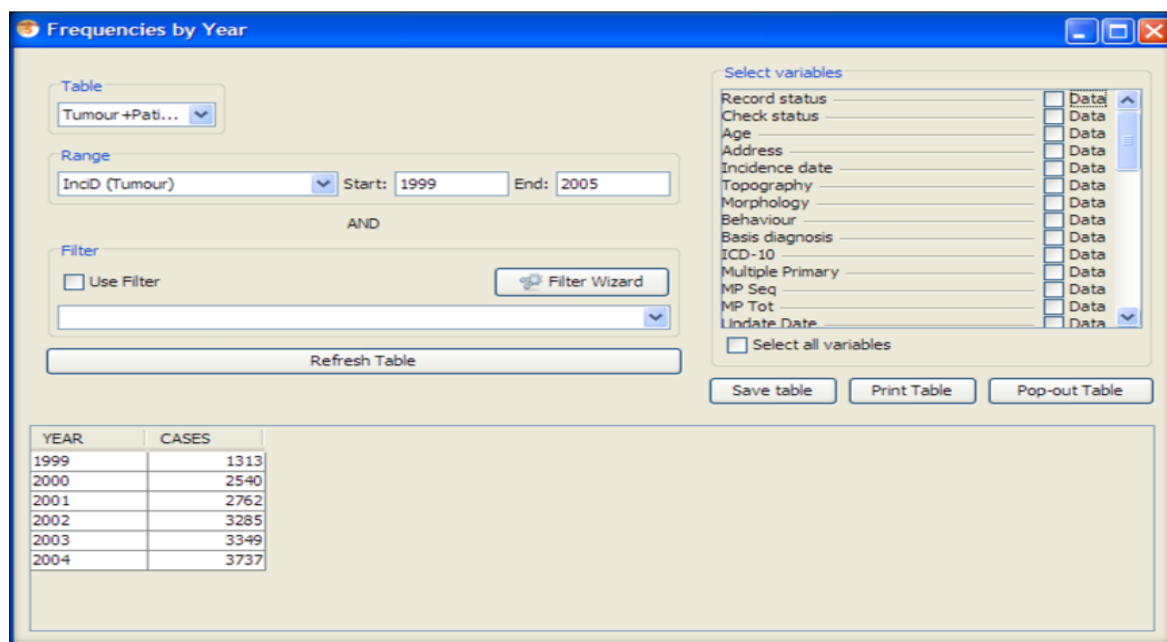 Frequencies by Year
Table
Tumour+Pati...
Range
InciD (Tumour)
Start: 1999
End: 2005
AND
Filter
Use Filter
Filter Wizard
Refresh Table
Select variables
Record status Data
Check status Data
Age Data
Address Data
Incidence date Data
Topography Data
Morphology Data
Behaviour Data
Basis diagnosis Data
ICD-10 Data
Multiple Primary Data
MP Seq Data
MP Tot Data
Update Date Data
Select all variables
Save table
Print Table
Pop-out Table
YEAR CASES
1999 1313
2000 2540
2001 2762
2002 3285
2003 3349
2004 3737